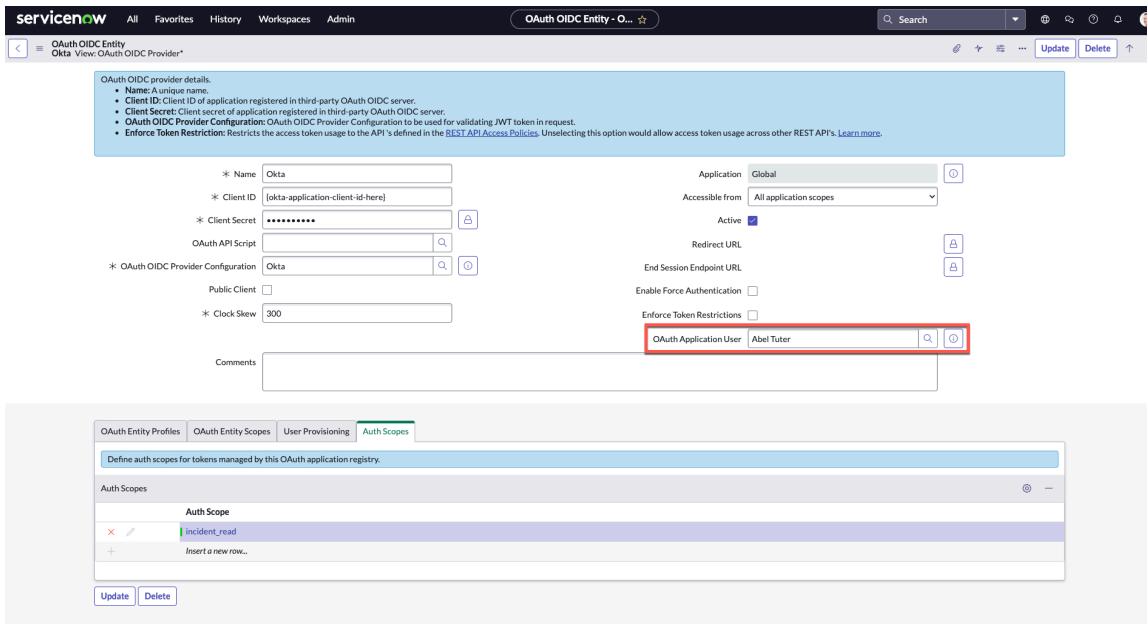 servicenow All Favorites History Workspaces Admin OAuth OIDC Entity - O... ☆ Search
OAuth OIDC Entity
Okta View: OAuth OIDC Provider*
Update Delete
OAuth OIDC provider details.
• Name: A unique name.
• Client ID: Client ID of application registered in third-party OAuth OIDC server.
• Client Secret: Client secret of application registered in third-party OAuth OIDC server.
• OAuth OIDC Provider Configuration: OAuth OIDC Provider Configuration to be used for validating JWT token in request.
• Enforce Token Restriction: Restricts the access token usage to the API 's defined in the REST API Access Policies. Unselecting this option would allow access token usage across other REST API's. Learn more.
Name Okta
Client ID {okta-application-client-id-here}
Client Secret ••••••••••
OAuth API Script
OAuth OIDC Provider Configuration Okta
Public Client
Clock Skew 300
Application Global
Accessible from All application scopes
Active
Redirect URL
End Session Endpoint URL
Enable Force Authentication
Enforce Token Restrictions
OAuth Application User Abel Tuter
Comments
OAuth Entity Profiles OAuth Entity Scopes User Provisioning Auth Scopes
Define auth scopes for tokens managed by this OAuth application registry.
Auth Scopes
Auth Scope
incident_read
Insert a new row...
Update Delete